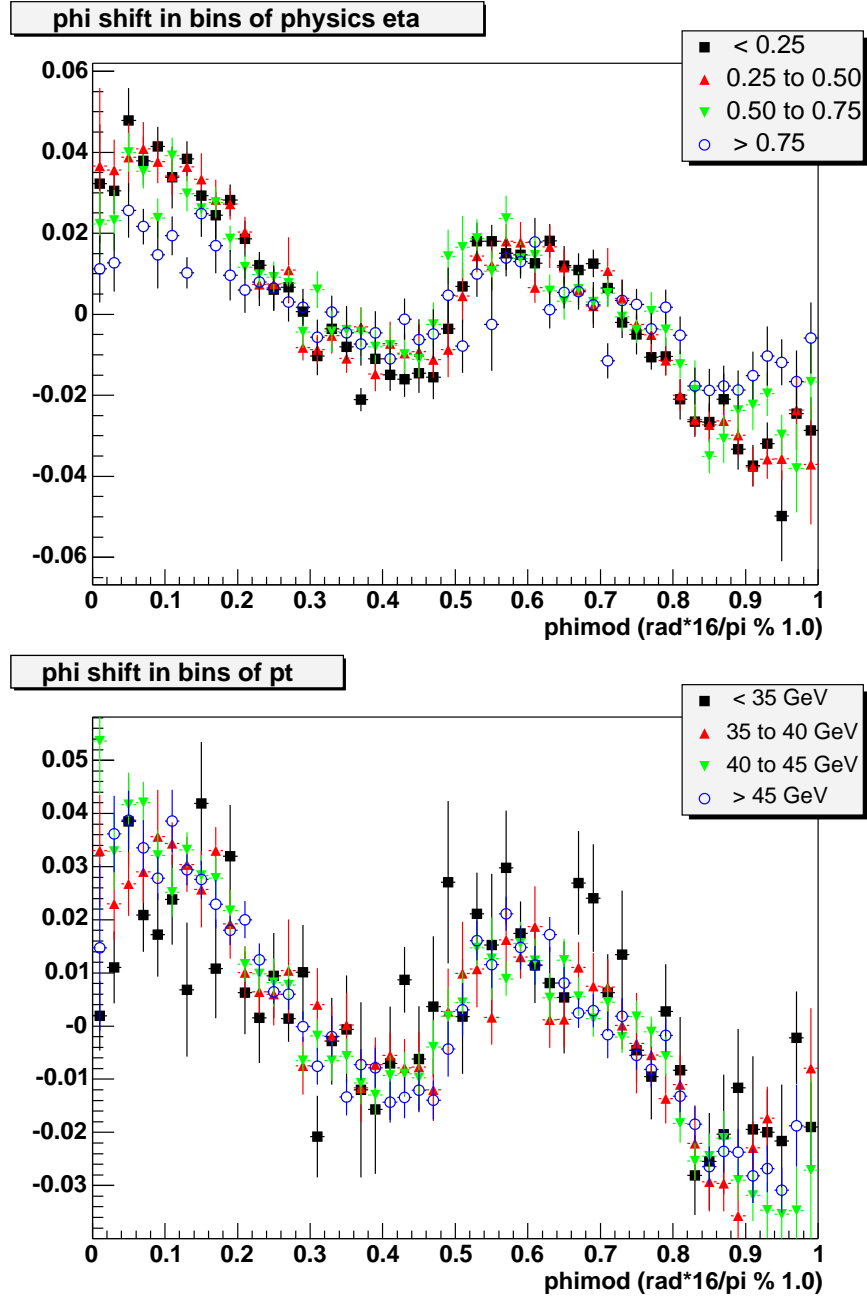 phi shift in bins of physics eta
< 0.25
0.25 to 0.50
0.50 to 0.75
> 0.75
0.06
0.04
0.02
0
-0.02
-0.04
-0.06
0 0.1 0.2 0.3 0.4 0.5 0.6 0.7 0.8 0.9 1
phimod (rad*16/pi % 1.0)
phi shift in bins of pt
< 35 GeV
35 to 40 GeV
40 to 45 GeV
> 45 GeV
0.05
0.04
0.03
0.02
0.01
-0
-0.01
-0.02
-0.03
0 0.1 0.2 0.3 0.4 0.5 0.6 0.7 0.8 0.9 1
phimod (rad*16/pi % 1.0)